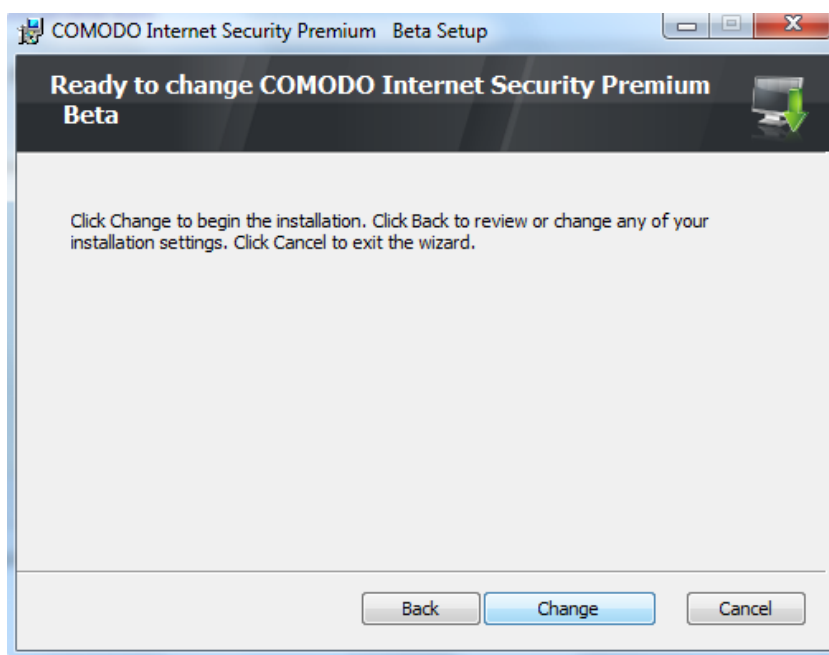 COMODO Internet Security Premium Beta Setup
Ready to change COMODO Internet Security Premium
Beta
Click Change to begin the installation. Click Back to review or change any of your
installation settings. Click Cancel to exit the wizard.
Back Change Cancel